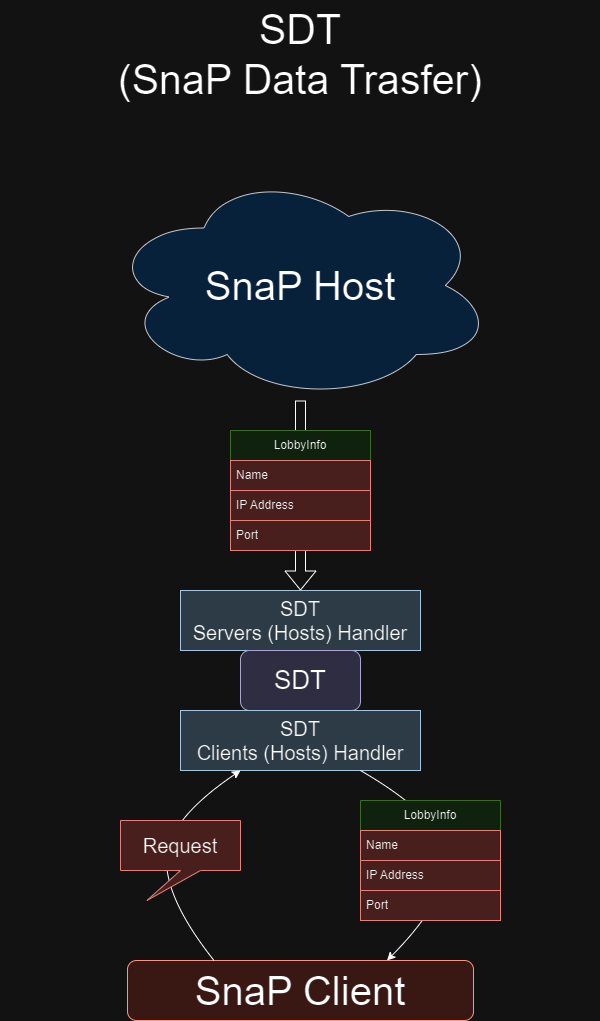 SDT
(SnaP Data Trasfer)
SnaP Host
LobbyInfo
Name
IP Address
Port
SDT
Servers (Hosts) Handler
SDT
SDT
Clients (Hosts) Handler
LobbyInfo
Request
Name
IP Address
Port
SnaP Client